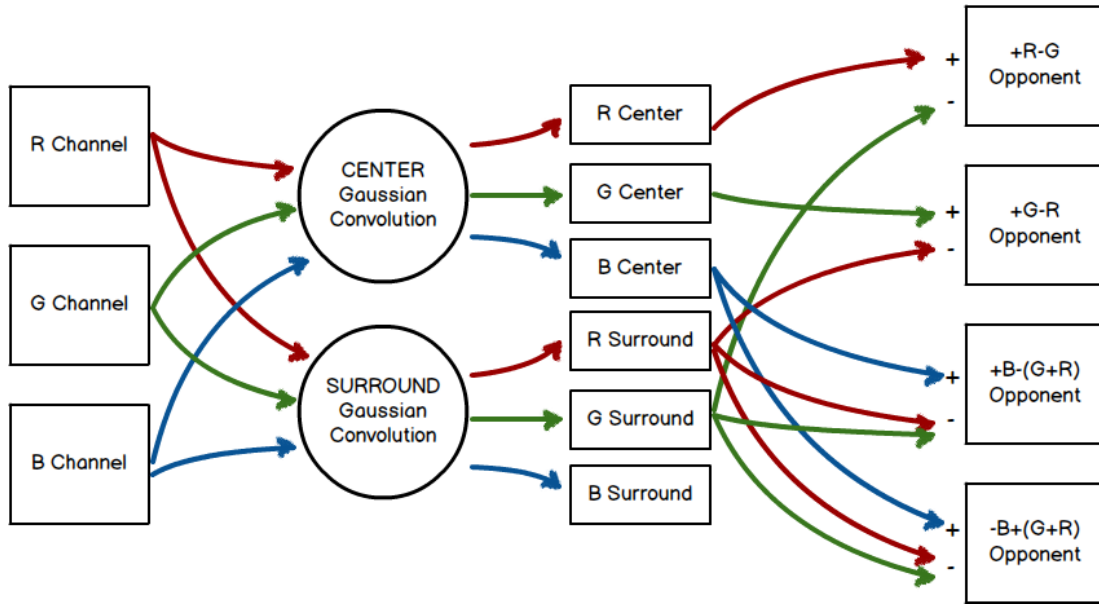 R Channel
G Channel
B Channel
CENTER
Gaussian
Convolution
SURROUND
Gaussian
Convolution
R Center
G Center
B Center
R Surround
G Surround
B Surround
+
-
+R-G
Opponent
+
-
+G-R
Opponent
+
-
+B-(G+R)
Opponent
+
-
-B+(G+R)
Opponent